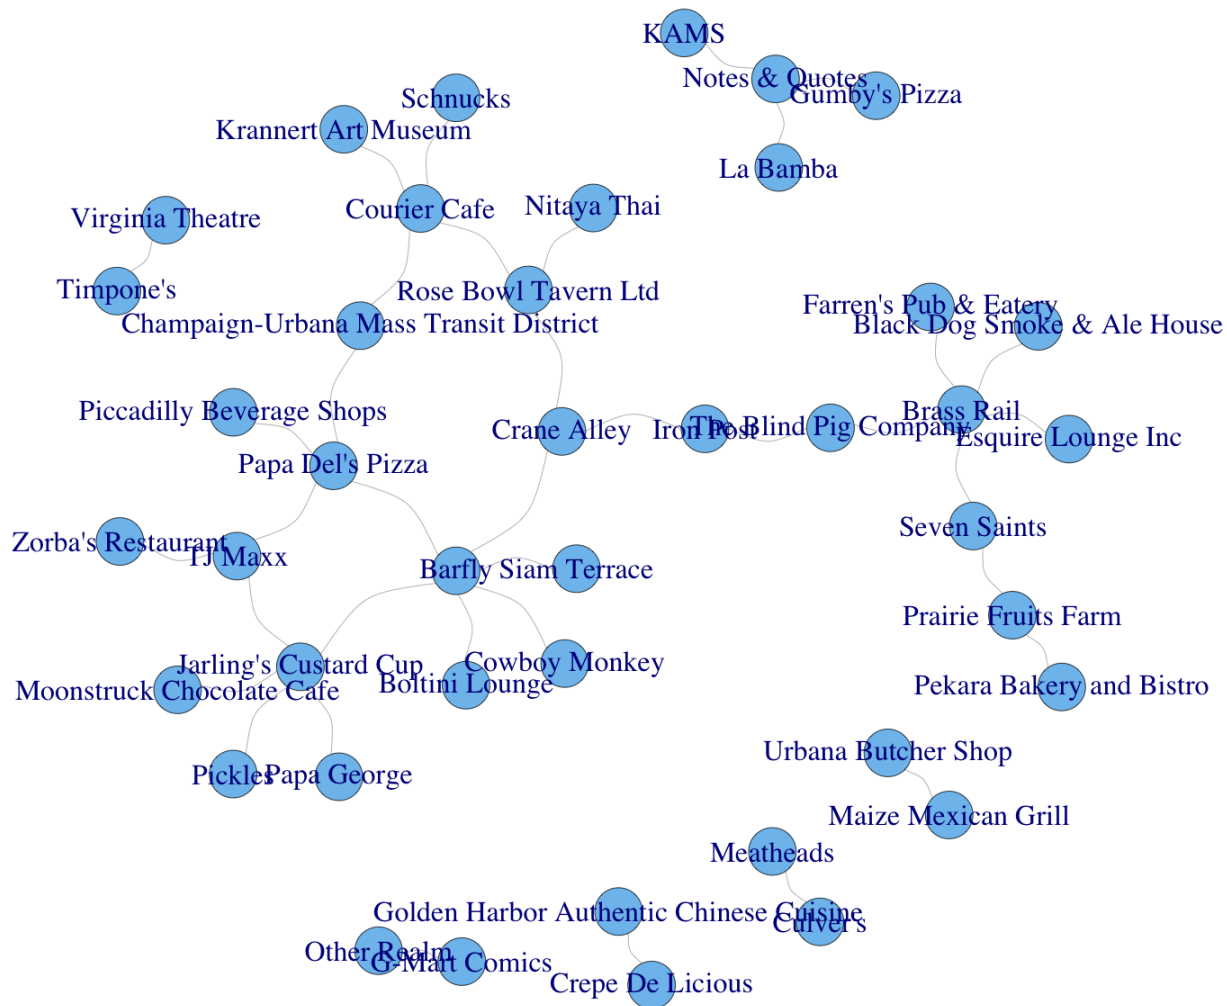 KAMS
Notes & Quotes
Gumby's Pizza
Schnucks
Krannert Art Museum
La Bamba
Virginia Theatre
Courier Cafe
Nitaya Thai
Timpone's
Rose Bowl Tavern Ltd
Champaign-Urbana Mass Transit District
Farren's Pub & Eatery
Black Dog Smoke & Ale House
Piccadilly Beverage Shops
Crane Alley
Iron Post
The Blind Pig Company
Brass Rail
Esquire Lounge Inc
Papa Del's Pizza
Seven Saints
Zorba's Restaurant
TJ Maxx
Barfly
Siam Terrace
Prairie Fruits Farm
Jarling's Custard Cup
Cowboy Monkey
Moonstruck Chocolate Cafe
Boltini Lounge
Pekara Bakery and Bistro
Pickles
Papa George
Urbana Butcher Shop
Maize Mexican Grill
Meatheads
Golden Harbor Authentic Chinese Cuisine
Culver's
Other Realm
G-Mart Comics
Crepe De Licious